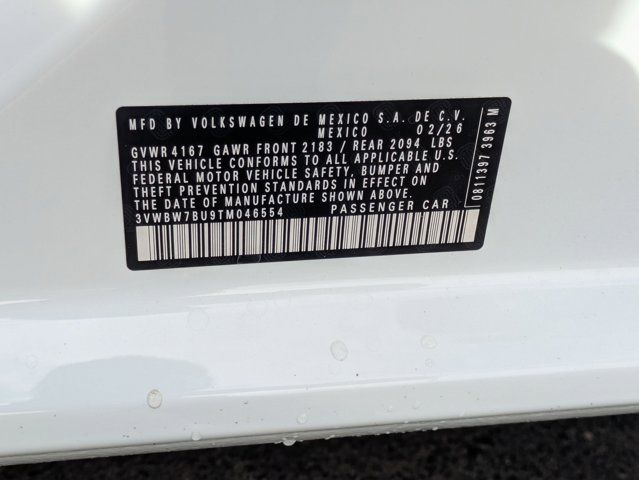 MFD BY VOLKSWAGEN DE MEXICO S.A. DE C.V.
MEXICO 02/26
GVWR 4167 GAWR FRONT 2183 / REAR 2094 LBS
THIS VEHICLE CONFORMS TO ALL APPLICABLE U.S.
FEDERAL MOTOR VEHICLE SAFETY, BUMPER AND
THEFT PREVENTION STANDARDS IN EFFECT ON
THE DATE OF MANUFACTURE SHOWN ABOVE.
3VWBW7BU9TM046554 PASSENGER CAR
0011397 3963 M